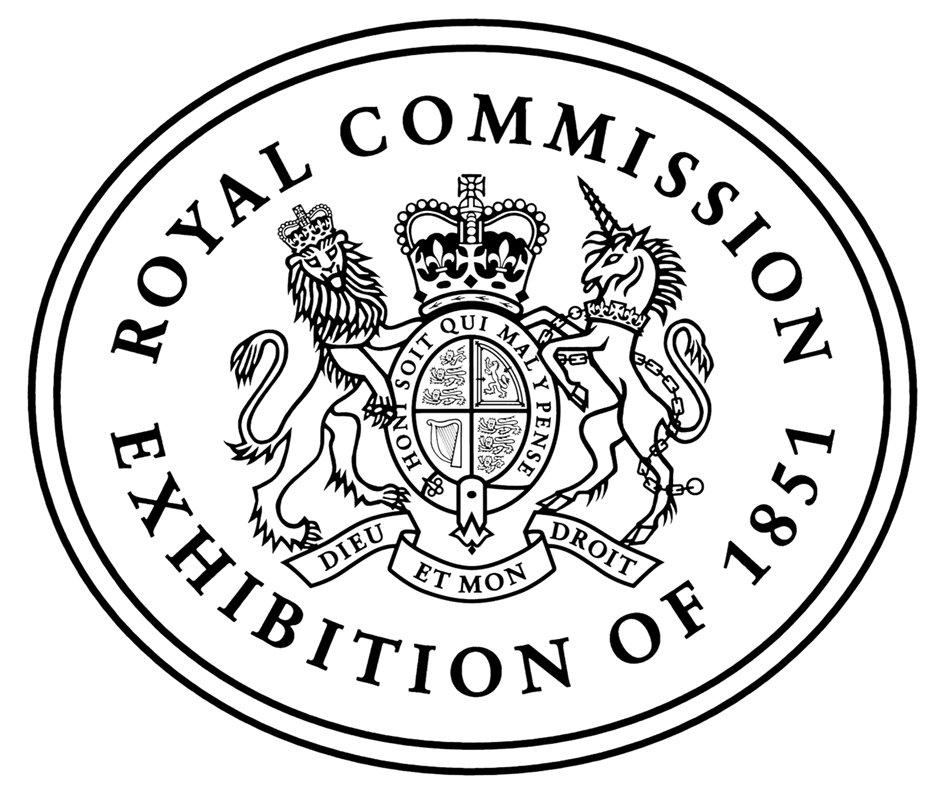 ROYAL COMMISSION
EXHIBITION OF 1851
HONI SOIT QUI MAL Y PENSE
DIEU ET MON DROIT